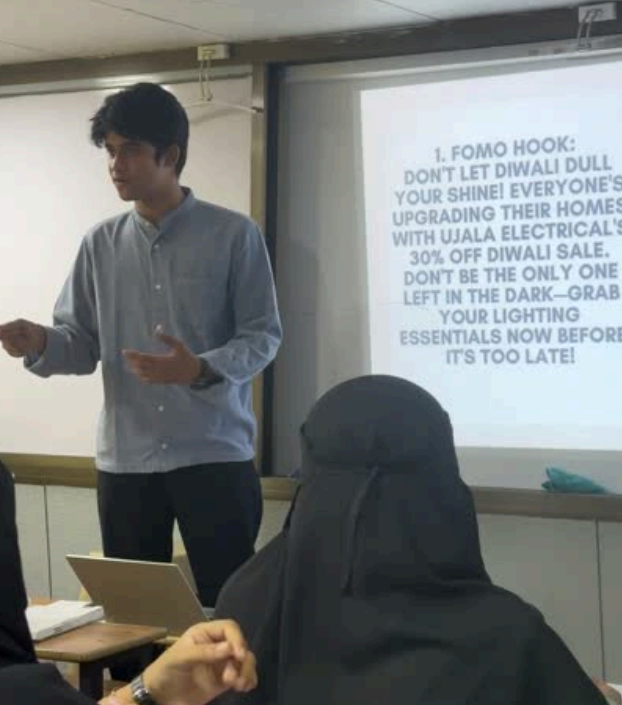 1. FOMO HOOK:
DON'T LET DIWALI DULL
YOUR SHINE! EVERYONE'S
UPGRADING THEIR HOMES
WITH UJALA ELECTRICAL'S
30% OFF DIWALI SALE.
DON'T BE THE ONLY ONE
LEFT IN THE DARK—GRAB
YOUR LIGHTING
ESSENTIALS NOW BEFORE
IT'S TOO LATE!